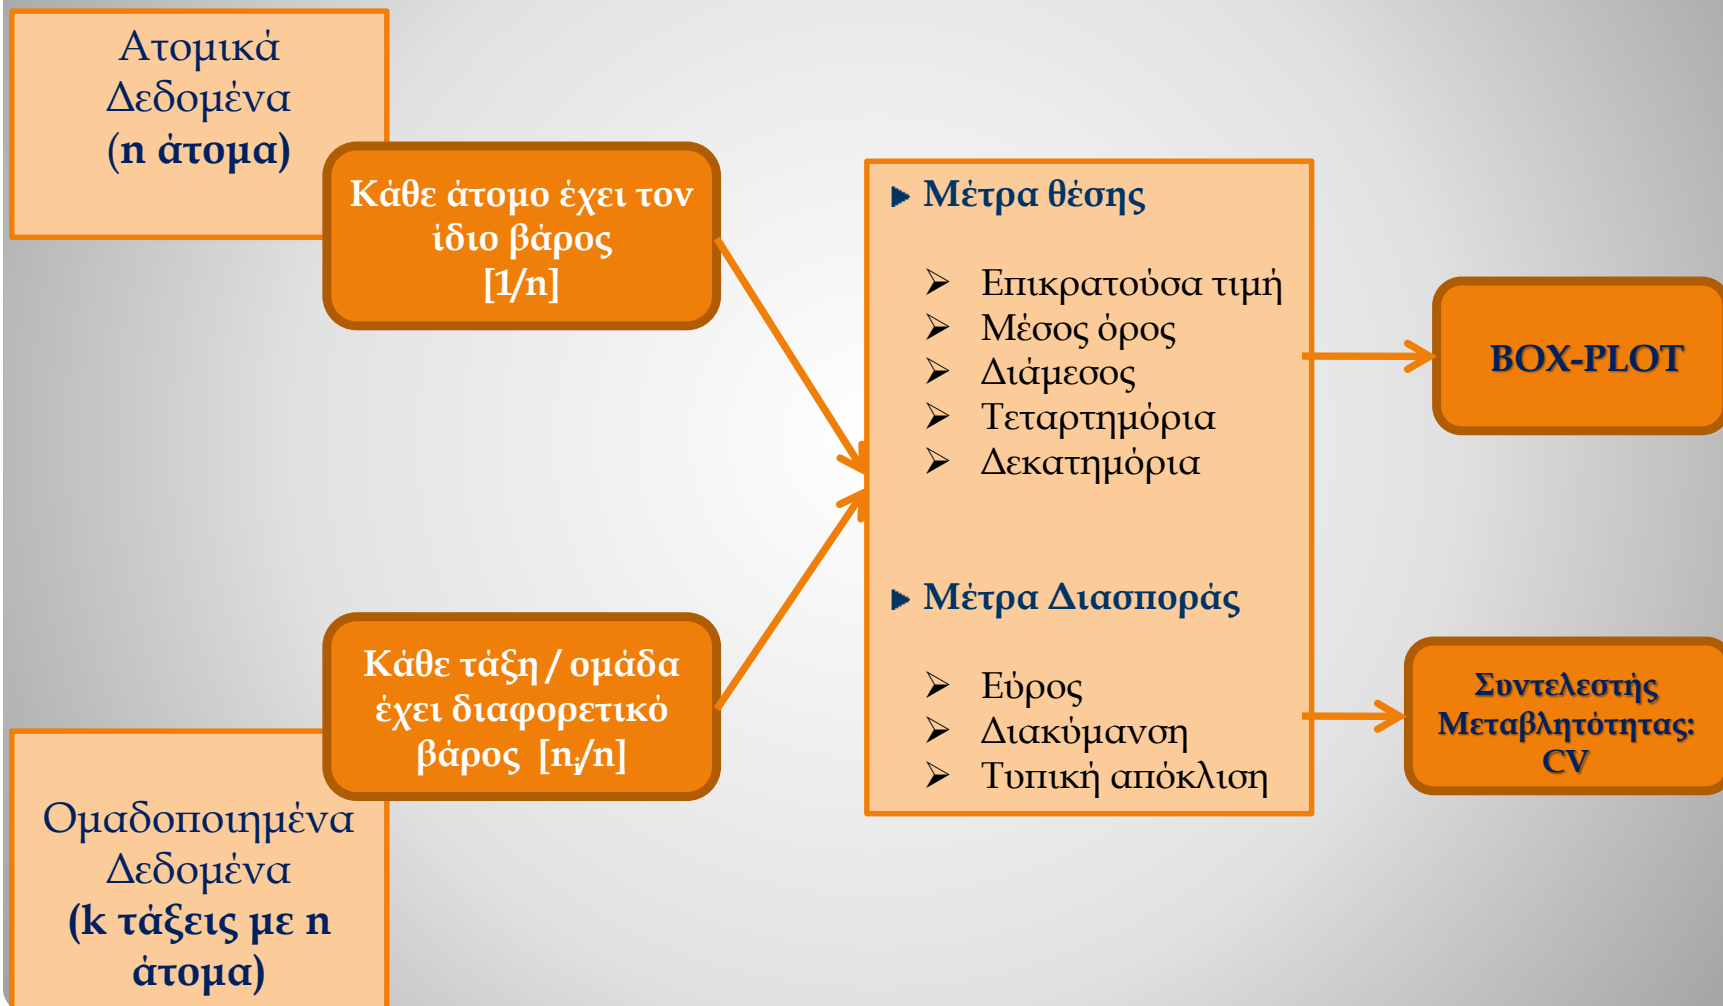 Ατομικά
Δεδομένα
(n άτομα)
Κάθε άτομο έχει τον
ίδιο βάρος
[1/n]
Κάθε τάξη / ομάδα
έχει διαφορετικό
βάρος [nᵢ/n]
Ομαδοποιημένα
Δεδομένα
(k τάξεις με n
άτομα)
Μέτρα θέσης
Επικρατούσα τιμή
Μέσος όρος
Διάμεσος
Τεταρτημόρια
Δεκατημόρια
Μέτρα Διασποράς
Εύρος
Διακύμανση
Τυπική απόκλιση
BOX-PLOT
Συντελεστής
Μεταβλητότητας:
CV